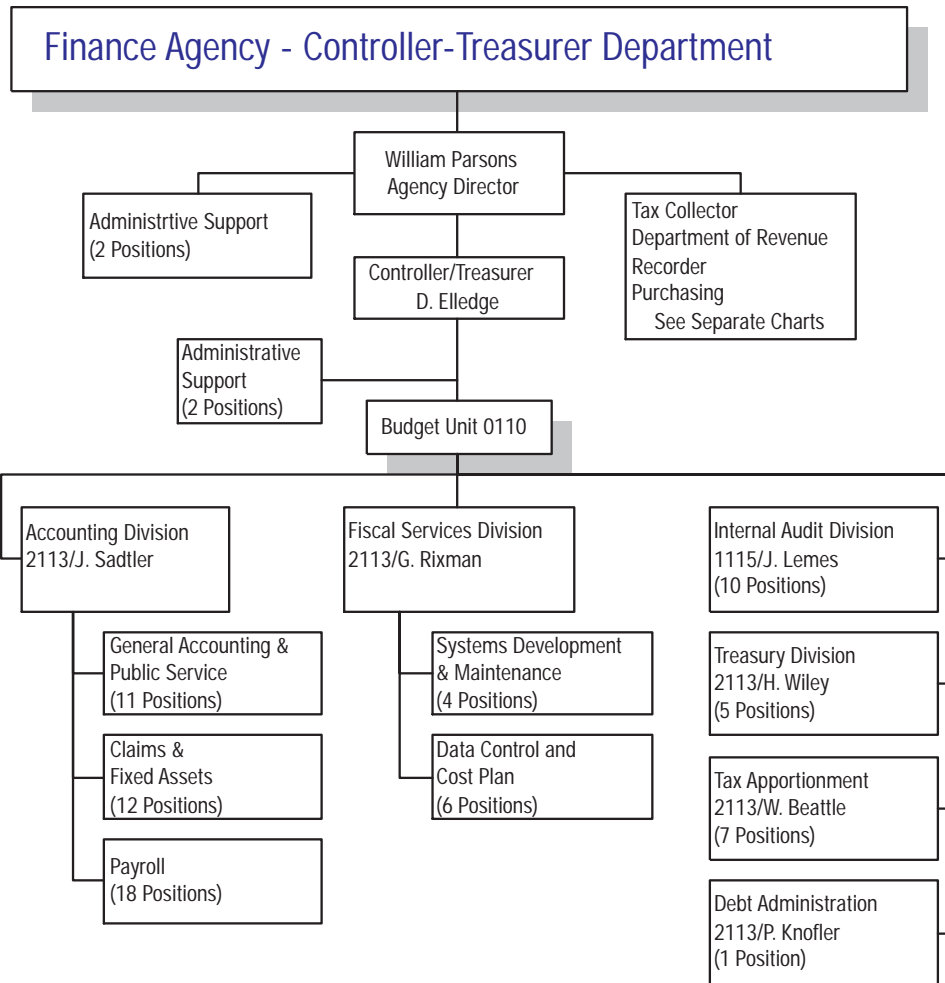 Finance Agency - Controller-Treasurer Department
William Parsons
Agency Director
Administrtive Support
(2 Positions)
Tax Collector
Department of Revenue
Recorder
Purchasing
See Separate Charts
Controller/Treasurer
D. Elledge
Administrative
Support
(2 Positions)
Budget Unit 0110
Accounting Division
2113/J. Sadtler
General Accounting &
Public Service
(11 Positions)
Claims &
Fixed Assets
(12 Positions)
Payroll
(18 Positions)
Fiscal Services Division
2113/G. Rixman
Systems Development
& Maintenance
(4 Positions)
Data Control and
Cost Plan
(6 Positions)
Internal Audit Division
1115/J. Lemes
(10 Positions)
Treasury Division
2113/H. Wiley
(5 Positions)
Tax Apportionment
2113/W. Beattle
(7 Positions)
Debt Administration
2113/P. Knofler
(1 Position)